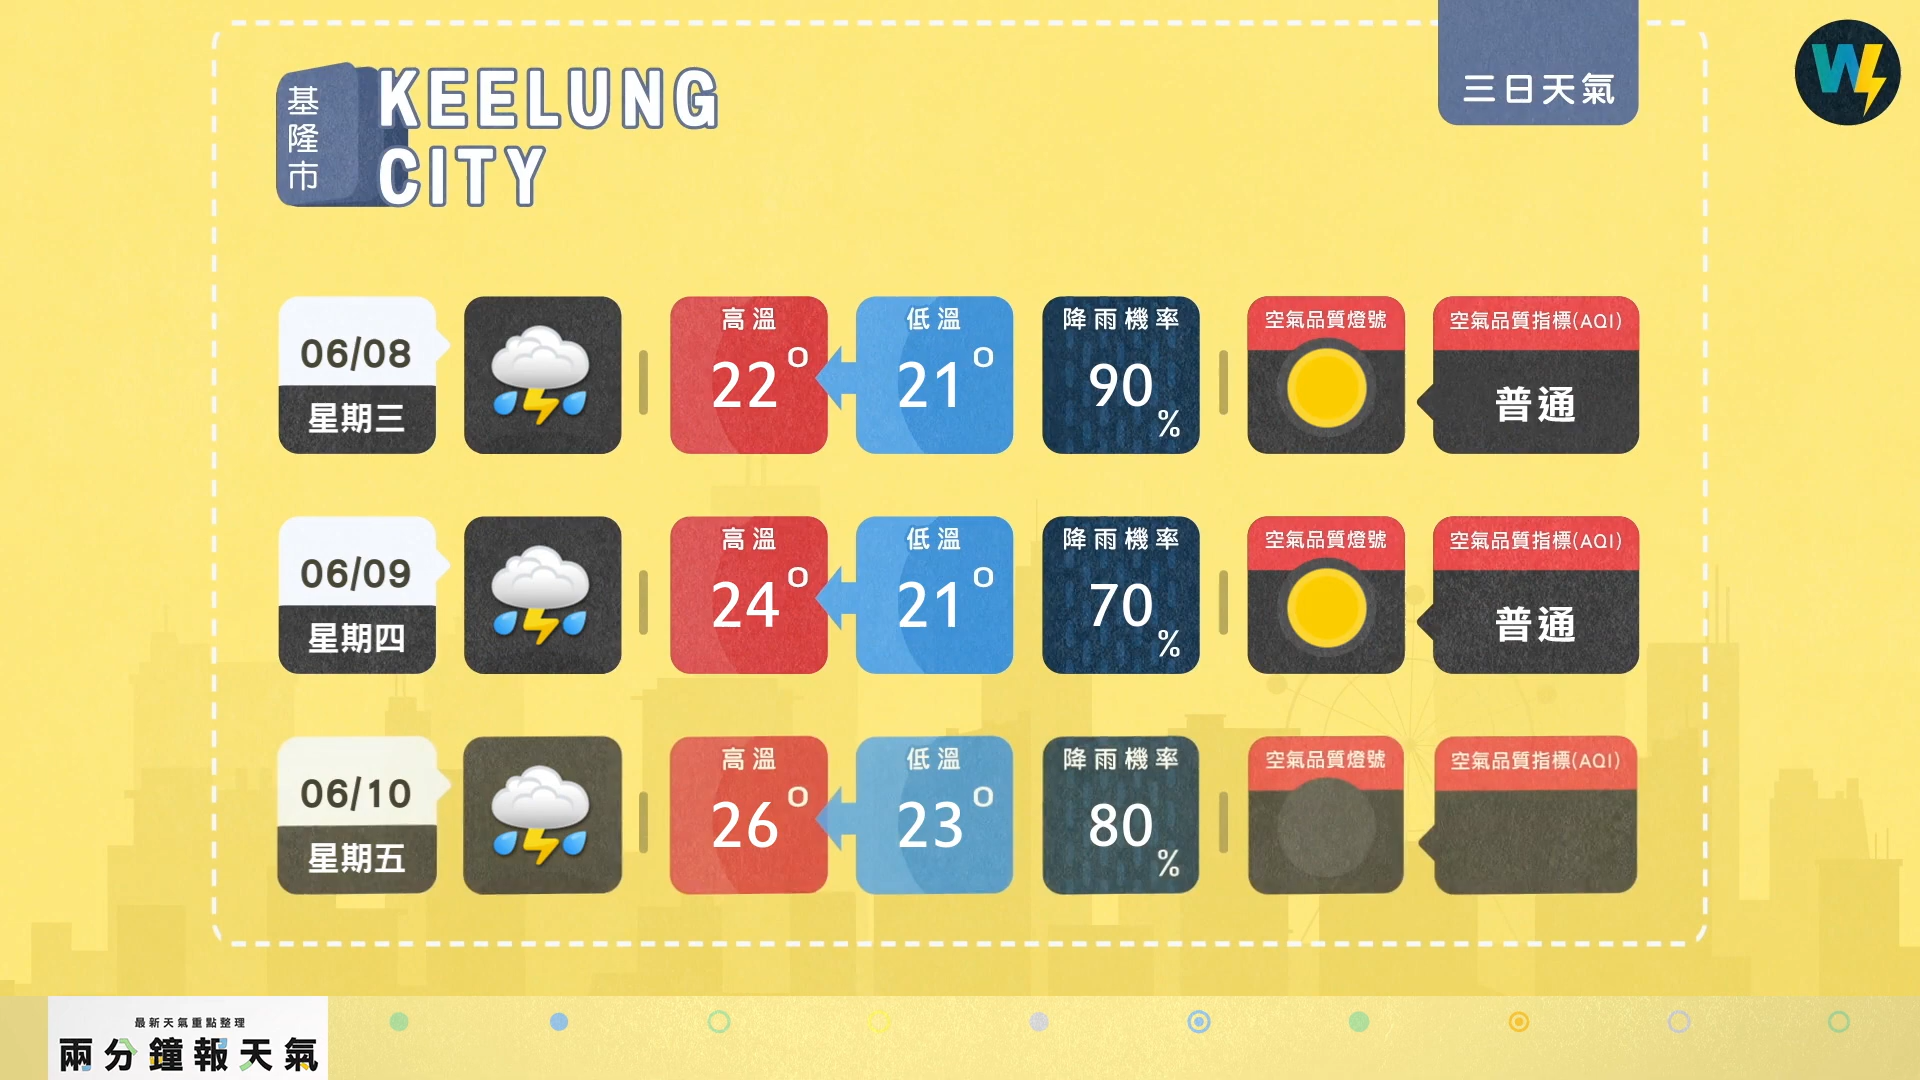 基隆市
KEELUNG
CITY
三日天氣
W
06/08
星期三
高溫
22°
低溫
21°
降雨機率
90%
空氣品質燈號
空氣品質指標(AQI)
普通
06/09
星期四
高溫
24°
低溫
21°
降雨機率
70%
空氣品質燈號
空氣品質指標(AQI)
普通
06/10
星期五
高溫
26°
低溫
23°
降雨機率
80%
空氣品質燈號
空氣品質指標(AQI)
最新天氣重點整理
兩分鐘報天氣